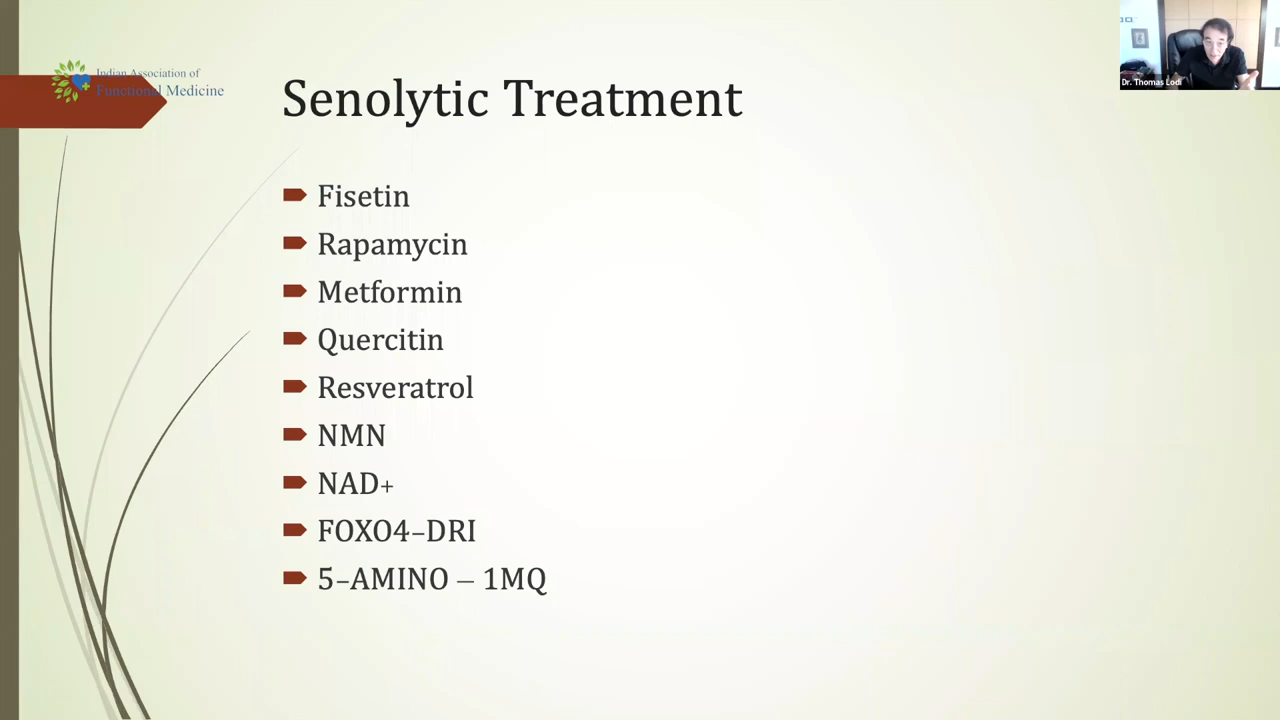 Indian Association of
Functional Medicine
Dr. Thomas Lodi
Senolytic Treatment
Fisetin
Rapamycin
Metformin
Quercitin
Resveratrol
NMN
NAD+
FOXO4–DRI
5–AMINO – 1MQ